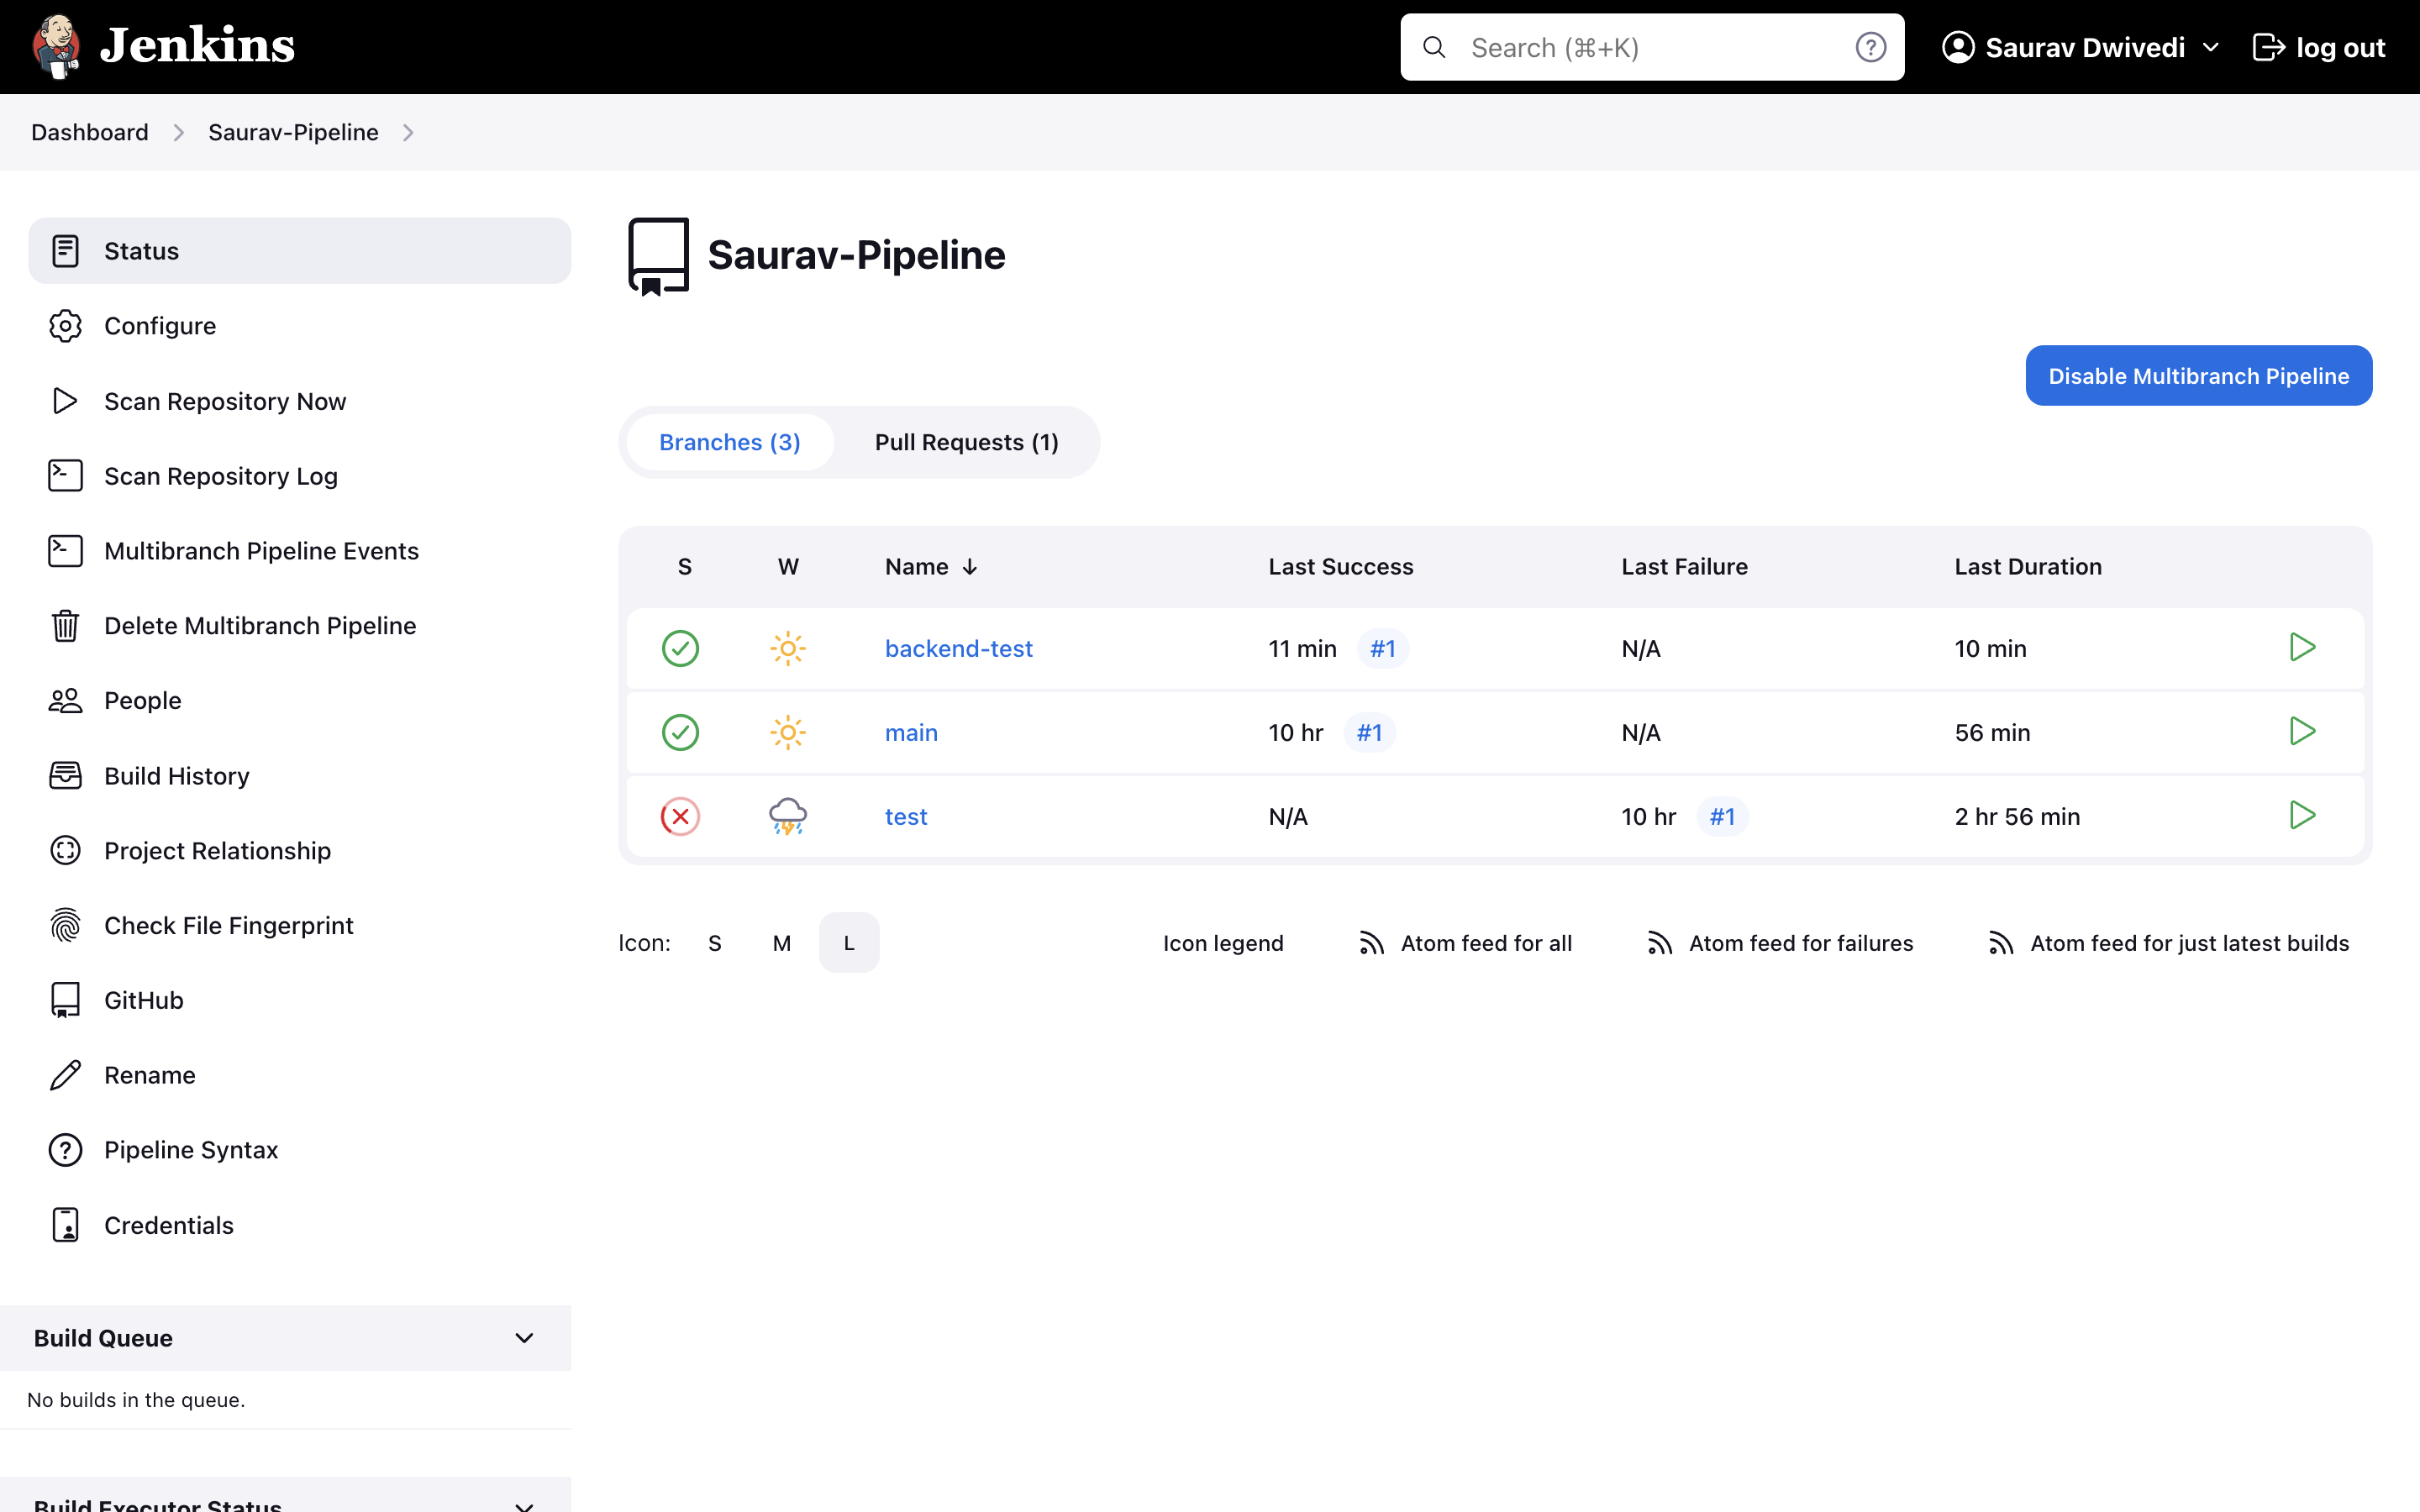 Jenkins
Search (⌘+K)
Saurav Dwivedi
log out
Dashboard
Saurav-Pipeline
Status
Configure
Scan Repository Now
Scan Repository Log
Multibranch Pipeline Events
Delete Multibranch Pipeline
People
Build History
Project Relationship
Check File Fingerprint
GitHub
Rename
Pipeline Syntax
Credentials
Build Queue
No builds in the queue.
Build Executor Status
Saurav-Pipeline
Disable Multibranch Pipeline
Branches (3) Pull Requests (1)
S W Name ↓ Last Success Last Failure Last Duration
backend-test 11 min #1 N/A 10 min
main 10 hr #1 N/A 56 min
test N/A 10 hr #1 2 hr 56 min
Icon: S M L Icon legend Atom feed for all Atom feed for failures Atom feed for just latest builds